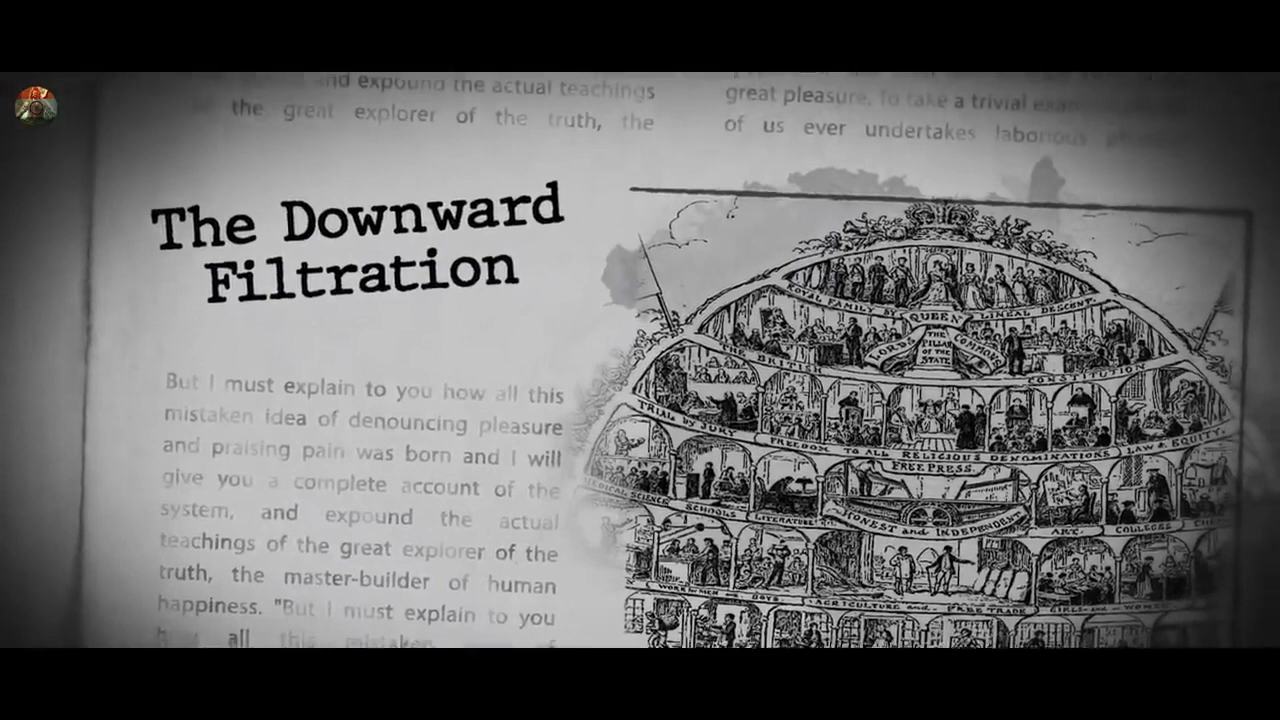 and expound the actual teachings
the great explorer of the truth, the
great pleasure. To take a trivial
of us ever undertakes laborious
The Downward
Filtration
But I must explain to you how all this
mistaken idea of denouncing pleasure
and praising pain was born and I will
give you a complete account of the
system, and expound the actual
teachings of the great explorer of the
truth, the master-builder of human
happiness. "But I must explain to you
all this mistaken
ROYAL FAMILY BY QUEEN LINEAL DESCENT
LORDS THE PILLAR OF THE STATE COMMONS
THE BRITISH CONSTITUTION
TRIAL BY JURY FREEDOM TO ALL RELIGIOUS DENOMINATIONS LAW & EQUITY.
FREE PRESS.
HONEST and INDEPENDENT
MEDICAL SCIENCE SCHOOLS LITERATURE ART. COLLEGES
WORKMEN BOYS AGRICULTURE and FREE TRADE GIRLS and WOMEN